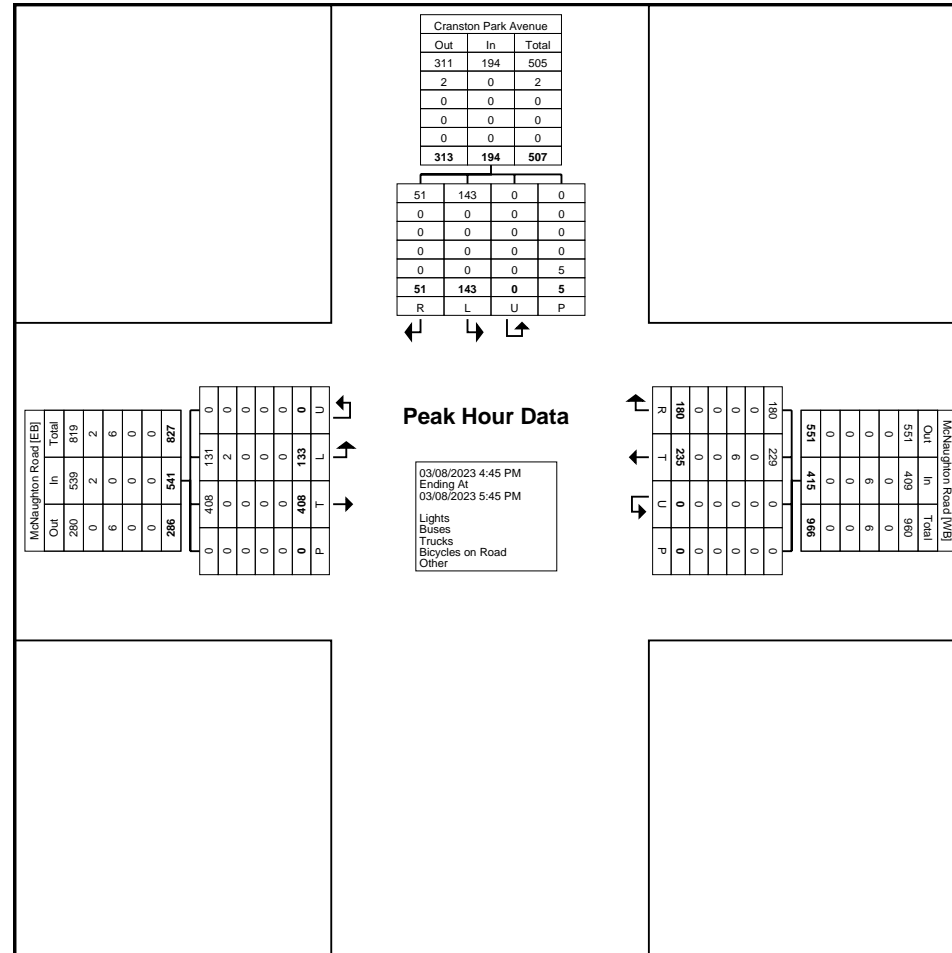 Cranston Park Avenue
Out In Total
311 194 505
2 0 2
0 0 0
0 0 0
0 0 0
313 194 507
51 143 0 0
0 0 0 0
0 0 0 0
0 0 0 0
0 0 0 5
51 143 0 5
R L U P
McNaughton Road [EB]
Total In Out
819 539 280
2 2 0
6 0 6
0 0 0
0 0 0
827 541 286
0 131 408 0
0 2 0 0
0 0 0 0
0 0 0 0
0 0 0 0
0 133 408 0
U L T P
Peak Hour Data
03/08/2023 4:45 PM
Ending At
03/08/2023 5:45 PM
Lights
Buses
Trucks
Bicycles on Road
Other
R T U P
180 235 0 0
0 0 0 0
0 0 0 0
0 6 0 0
0 0 0 0
180 229 0 0
McNaughton Road [WB]
Out In Total
551 409 960
0 0 0
0 6 6
0 0 0
0 0 0
551 415 966